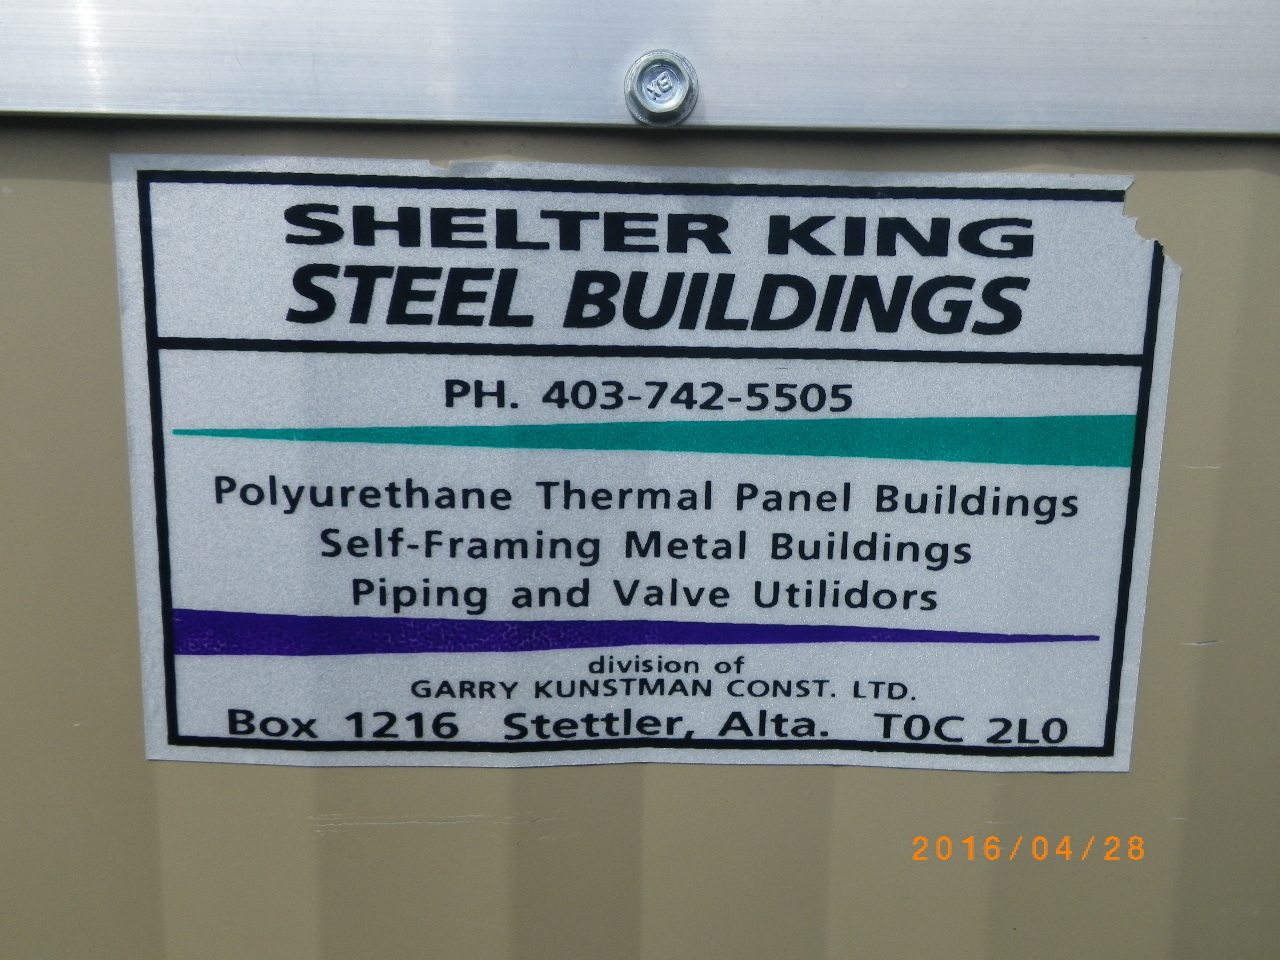 SHELTER KING
STEEL BUILDINGS
PH. 403-742-5505
Polyurethane Thermal Panel Buildings
Self-Framing Metal Buildings
Piping and Valve Utilidors
division of
GARRY KUNSTMAN CONST. LTD.
Box 1216 Stettler, Alta. T0C 2L0
2016/04/28